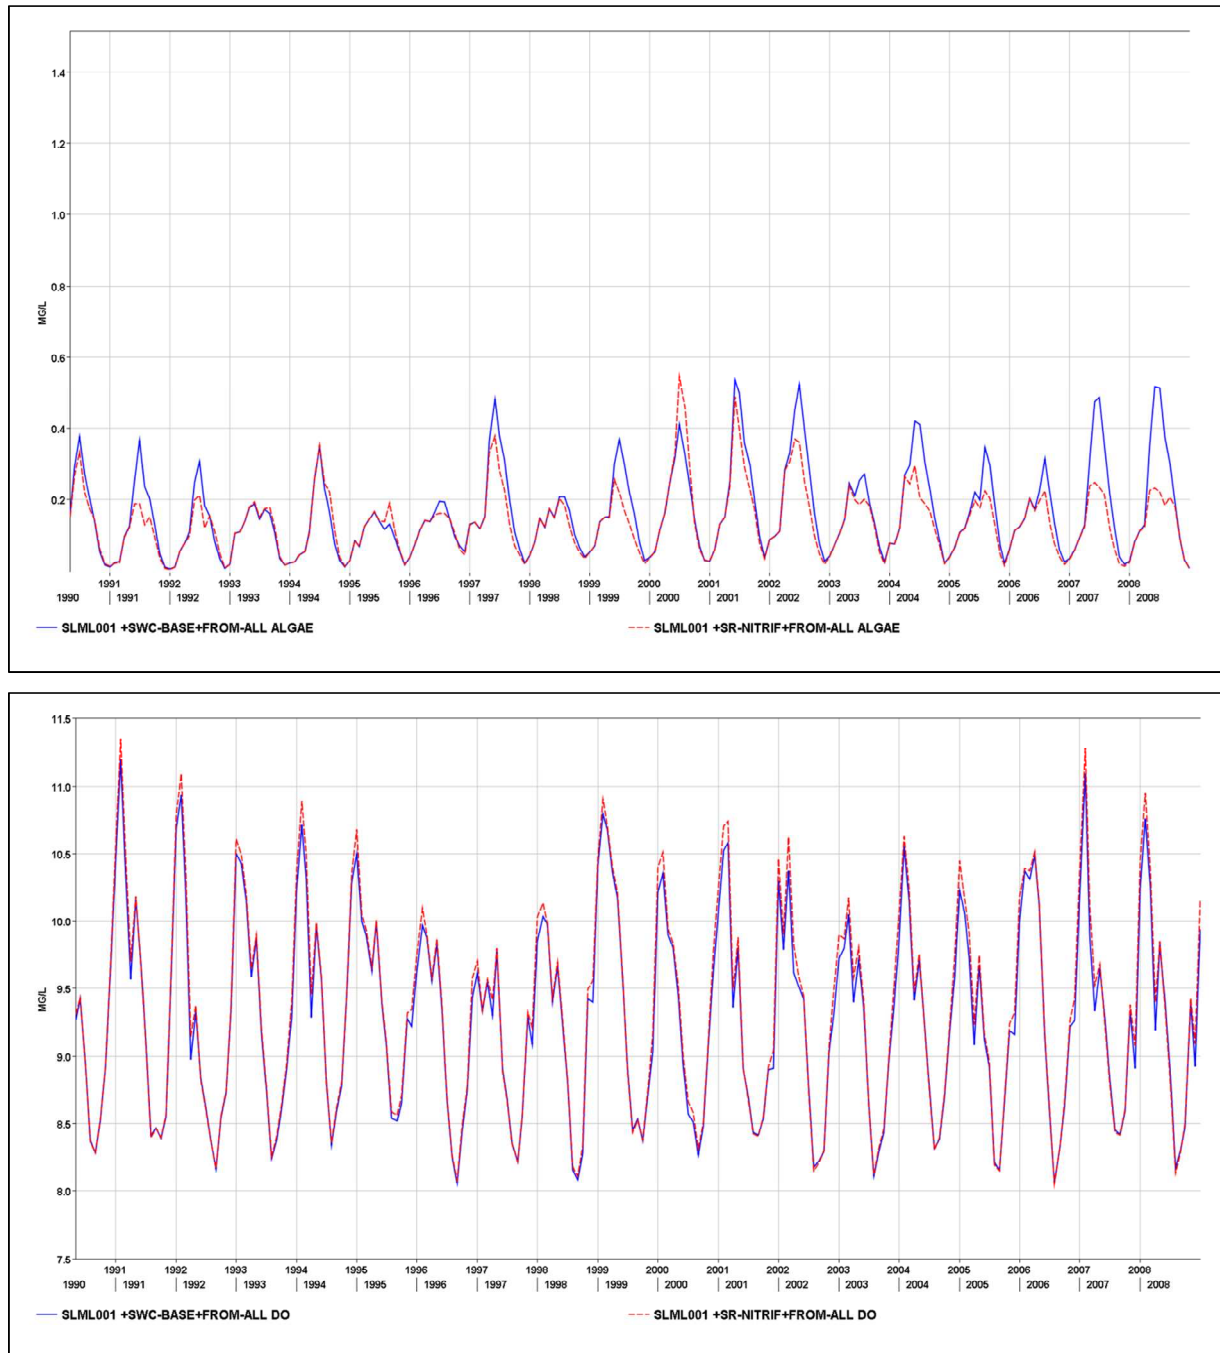 1.4
1.2
1.0
0.8
MG/L
0.6
0.4
0.2
1991 1992 1993 1994 1995 1996 1997 1998 1999 2000 2001 2002 2003 2004 2005 2006 2007 2008
1990 | 1991 | 1992 | 1993 | 1994 | 1995 | 1996 | 1997 | 1998 | 1999 | 2000 | 2001 | 2002 | 2003 | 2004 | 2005 | 2006 | 2007 | 2008
SLML001 +SWC-BASE+FROM-ALL ALGAE SLML001 +SR-NITRIF+FROM-ALL ALGAE
11.5
11.0
10.5
10.0
MG/L
9.5
9.0
8.5
8.0
7.5
1991 1992 1993 1994 1995 1996 1997 1998 1999 2000 2001 2002 2003 2004 2005 2006 2007 2008
1990 | 1991 | 1992 | 1993 | 1994 | 1995 | 1996 | 1997 | 1998 | 1999 | 2000 | 2001 | 2002 | 2003 | 2004 | 2005 | 2006 | 2007 | 2008
SLML001 +SWC-BASE+FROM-ALL DO SLML001 +SR-NITRIF+FROM-ALL DO